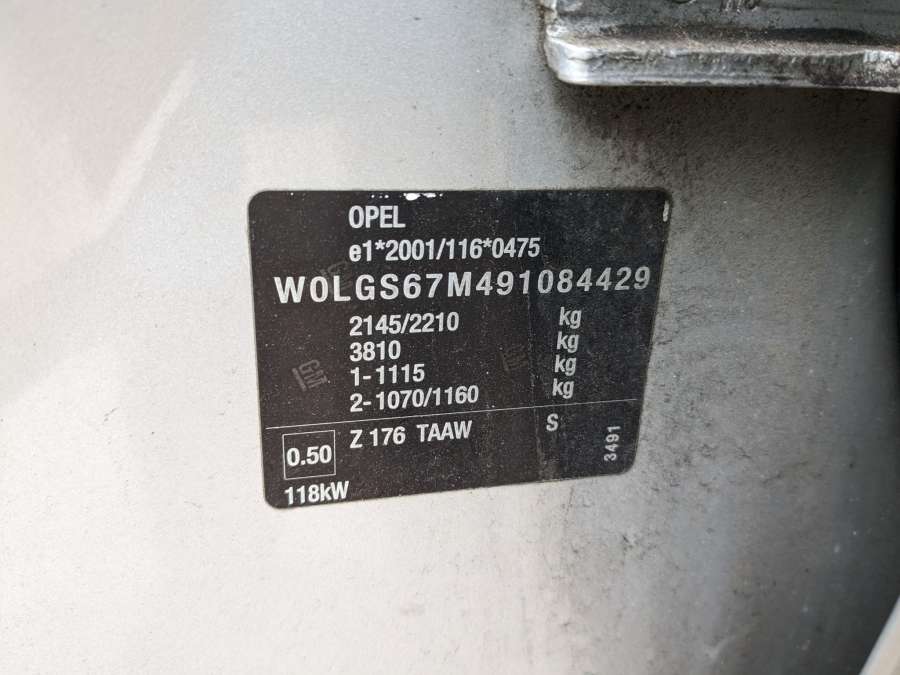 OPEL
e1*2001/116*0475
W0LGS67M491084429
2145/2210 kg
3810 kg
1-1115 kg
2-1070/1160 kg
0.50 Z 176 TAAW S
3491
118kW
GM